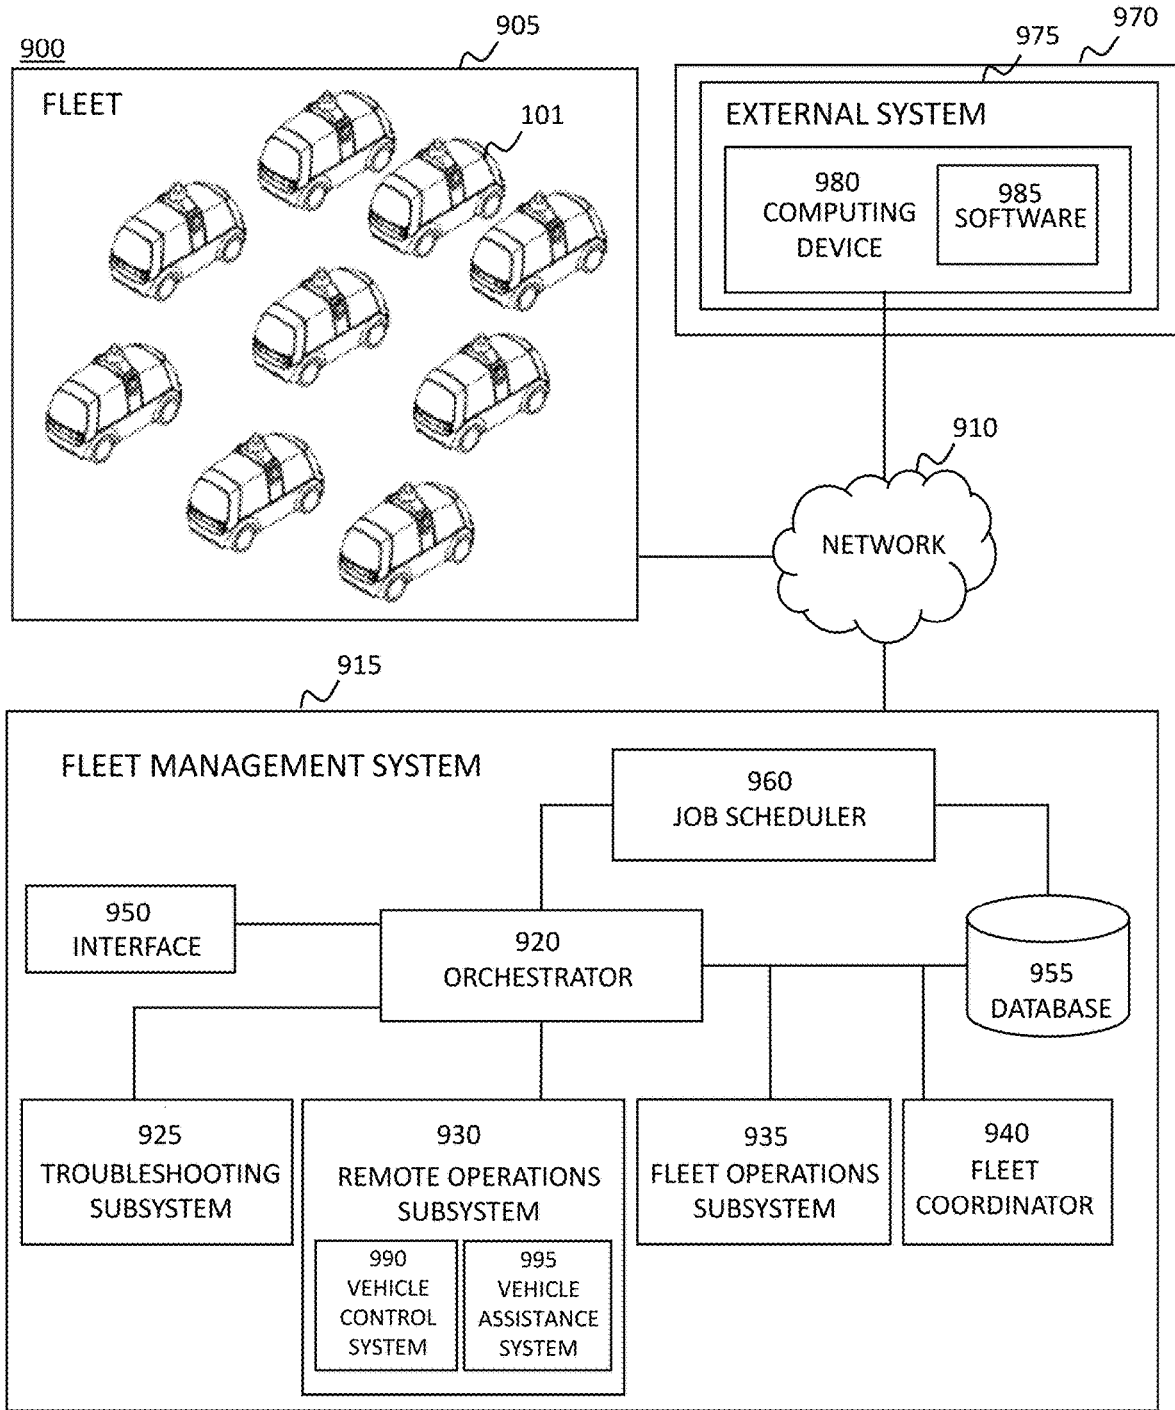 900
905
FLEET
101
970
975
EXTERNAL SYSTEM
980
COMPUTING
DEVICE
985
SOFTWARE
910
NETWORK
915
FLEET MANAGEMENT SYSTEM
960
JOB SCHEDULER
950
INTERFACE
920
ORCHESTRATOR
955
DATABASE
925
TROUBLESHOOTING
SUBSYSTEM
930
REMOTE OPERATIONS
SUBSYSTEM
990
VEHICLE
CONTROL
SYSTEM
995
VEHICLE
ASSISTANCE
SYSTEM
935
FLEET OPERATIONS
SUBSYSTEM
940
FLEET
COORDINATOR